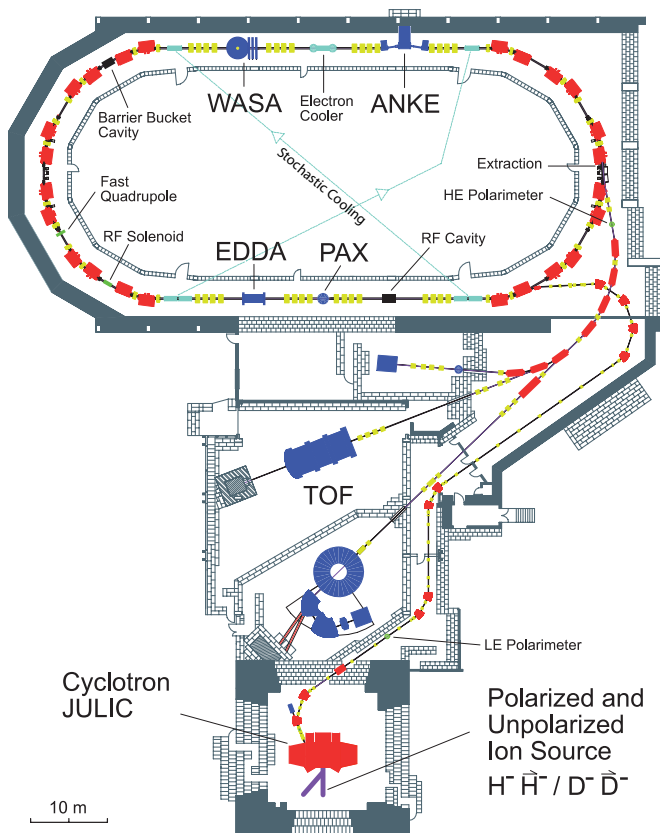 WASA
Electron
Cooler
ANKE
Barrier Bucket
Cavity
Stochastic Cooling
Extraction
Fast
Quadrupole
HE Polarimeter
RF Solenoid
EDDA
PAX
RF Cavity
TOF
LE Polarimeter
Cyclotron
JULIC
Polarized and
Unpolarized
Ion Source
H⁻ H⃗⁻ / D⁻ D⃗⁻
10 m